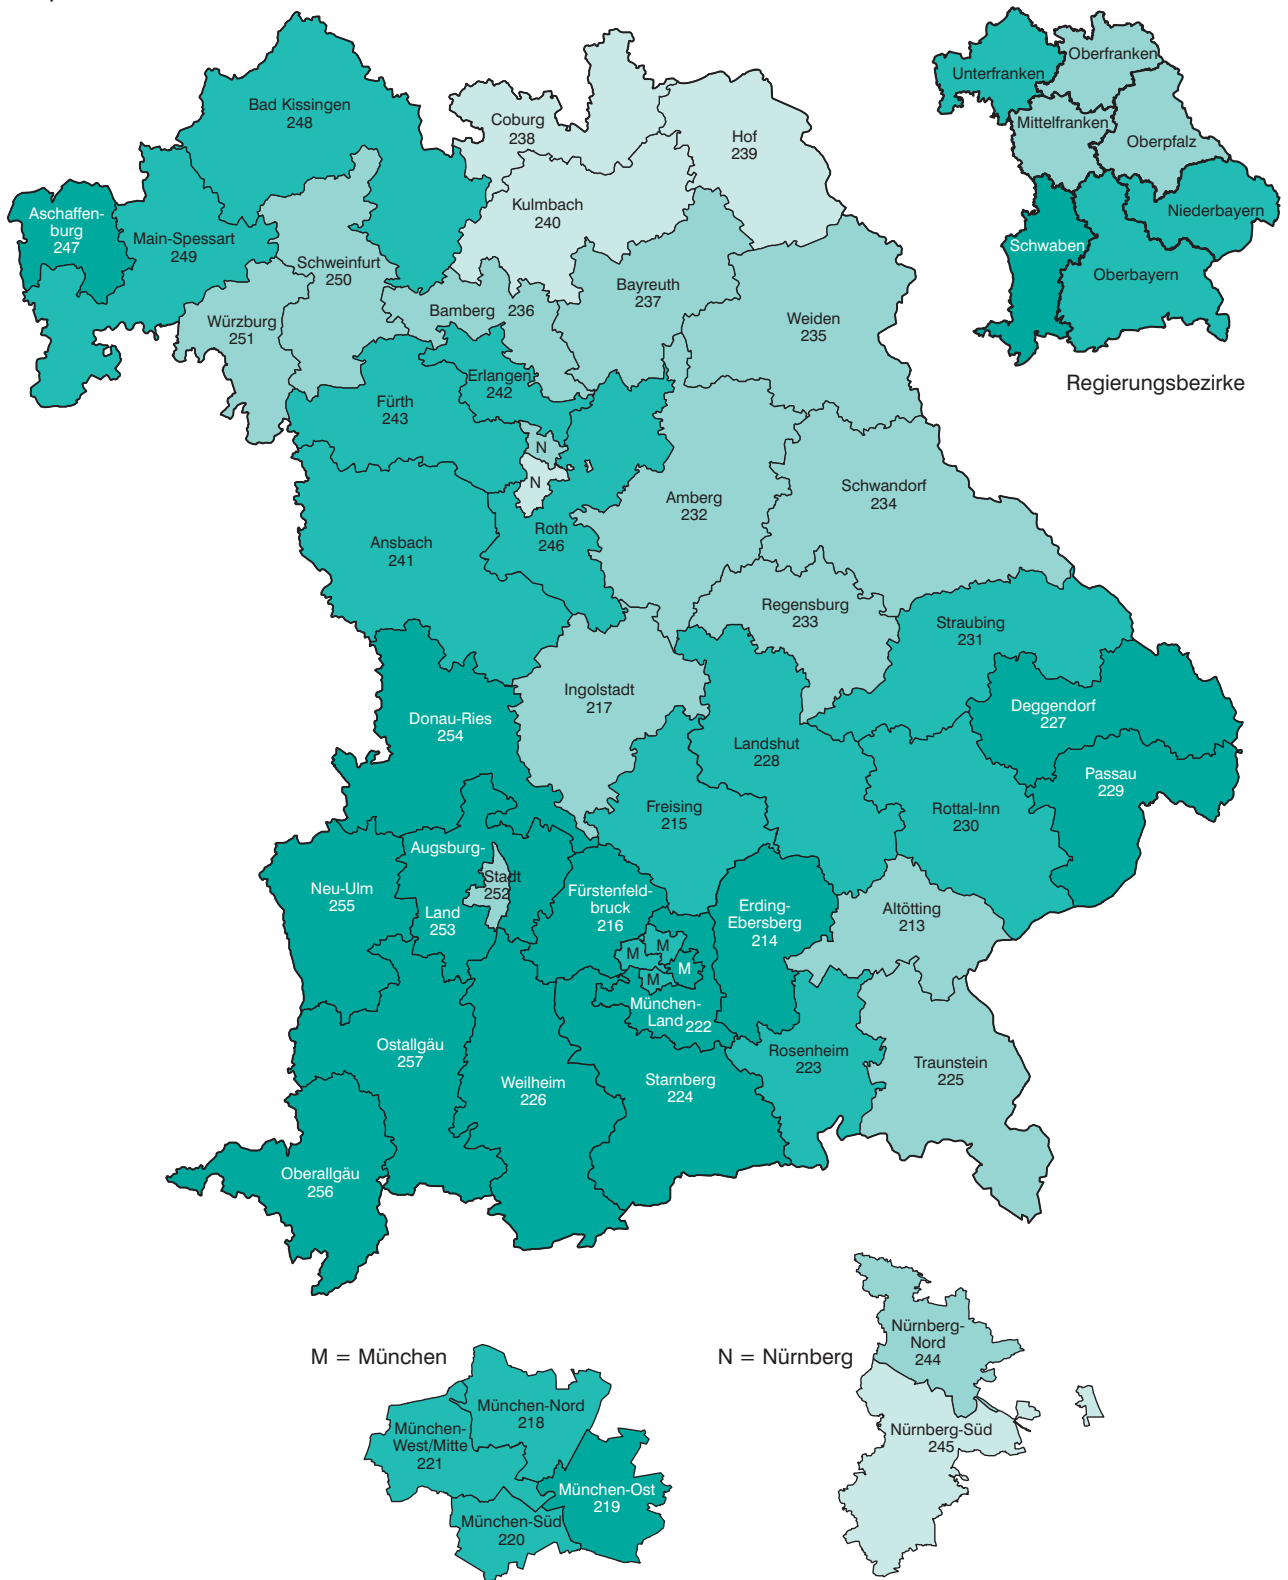 Oberfranken
Unterfranken
Mittelfranken
Oberpfalz
Niederbayern
Schwaben
Oberbayern
Regierungsbezirke
Bad Kissingen
248
Coburg
238
Hof
239
Kulmbach
240
Aschaffen-
burg
247
Main-Spessart
249
Schweinfurt
250
Bayreuth
237
Bamberg 236
Würzburg
251
Weiden
235
Erlangen
242
Fürth
243
N
N
Amberg
232
Schwandorf
234
Roth
246
Ansbach
241
Regensburg
233
Straubing
231
Ingolstadt
217
Deggendorf
227
Donau-Ries
254
Landshut
228
Passau
229
Freising
215
Rottal-Inn
230
Augsburg-
Stadt
252
Land
253
Neu-Ulm
255
Fürstenfeld-
bruck
216
Erding-
Ebersberg
214
Altötting
213
M
M
M
M
München-
Land 222
Ostallgäu
257
Rosenheim
223
Traunstein
225
Weilheim
226
Starnberg
224
Oberallgäu
256
M = München
N = Nürnberg
München-Nord
218
München-
West/Mitte
221
München-Ost
219
München-Süd
220
Nürnberg-
Nord
244
Nürnberg-Süd
245